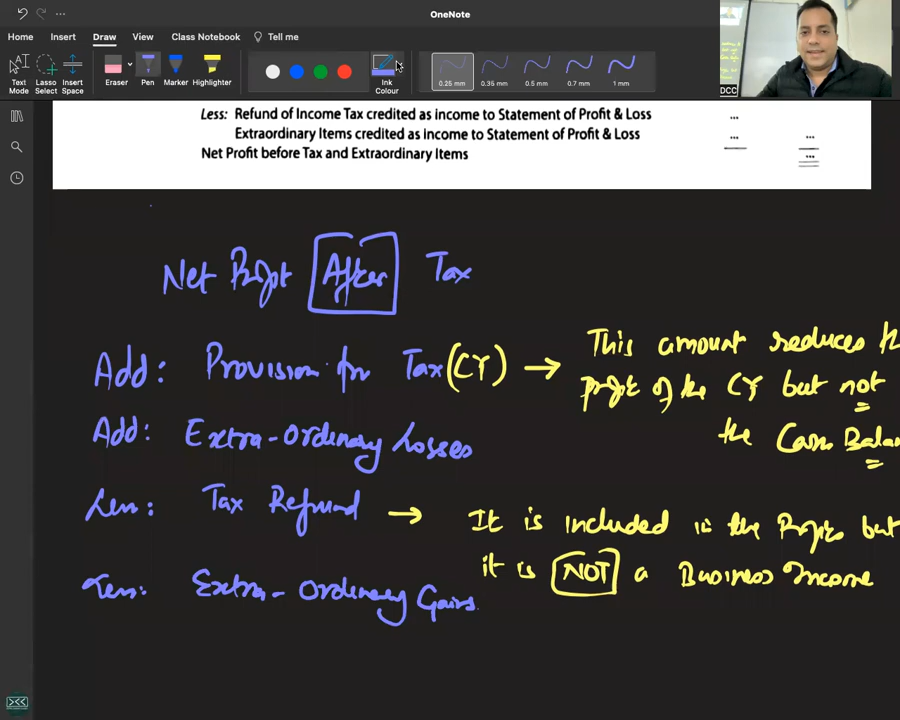 OneNote
Home Insert Draw View Class Notebook Tell me
Text Mode
Lasso Select
Insert Space
Eraser
Pen
Marker
Highlighter
Ink Colour
0.25 mm 0.35 mm 0.5 mm 0.7 mm 1 mm
DCC
Less: Refund of Income Tax credited as income to Statement of Profit & Loss ...
Extraordinary Items credited as income to Statement of Profit & Loss ... ...
Net Profit before Tax and Extraordinary Items ...
Net Profit After Tax
Add: Provision for Tax (CY) → This amount reduces th
profit of the CY but not
the Cash Balan
Add: Extra-Ordinary Losses
Less: Tax Refund → It is included in the Profits but
it is NOT a Business Income
Less: Extra-Ordinary Gains.
DCC